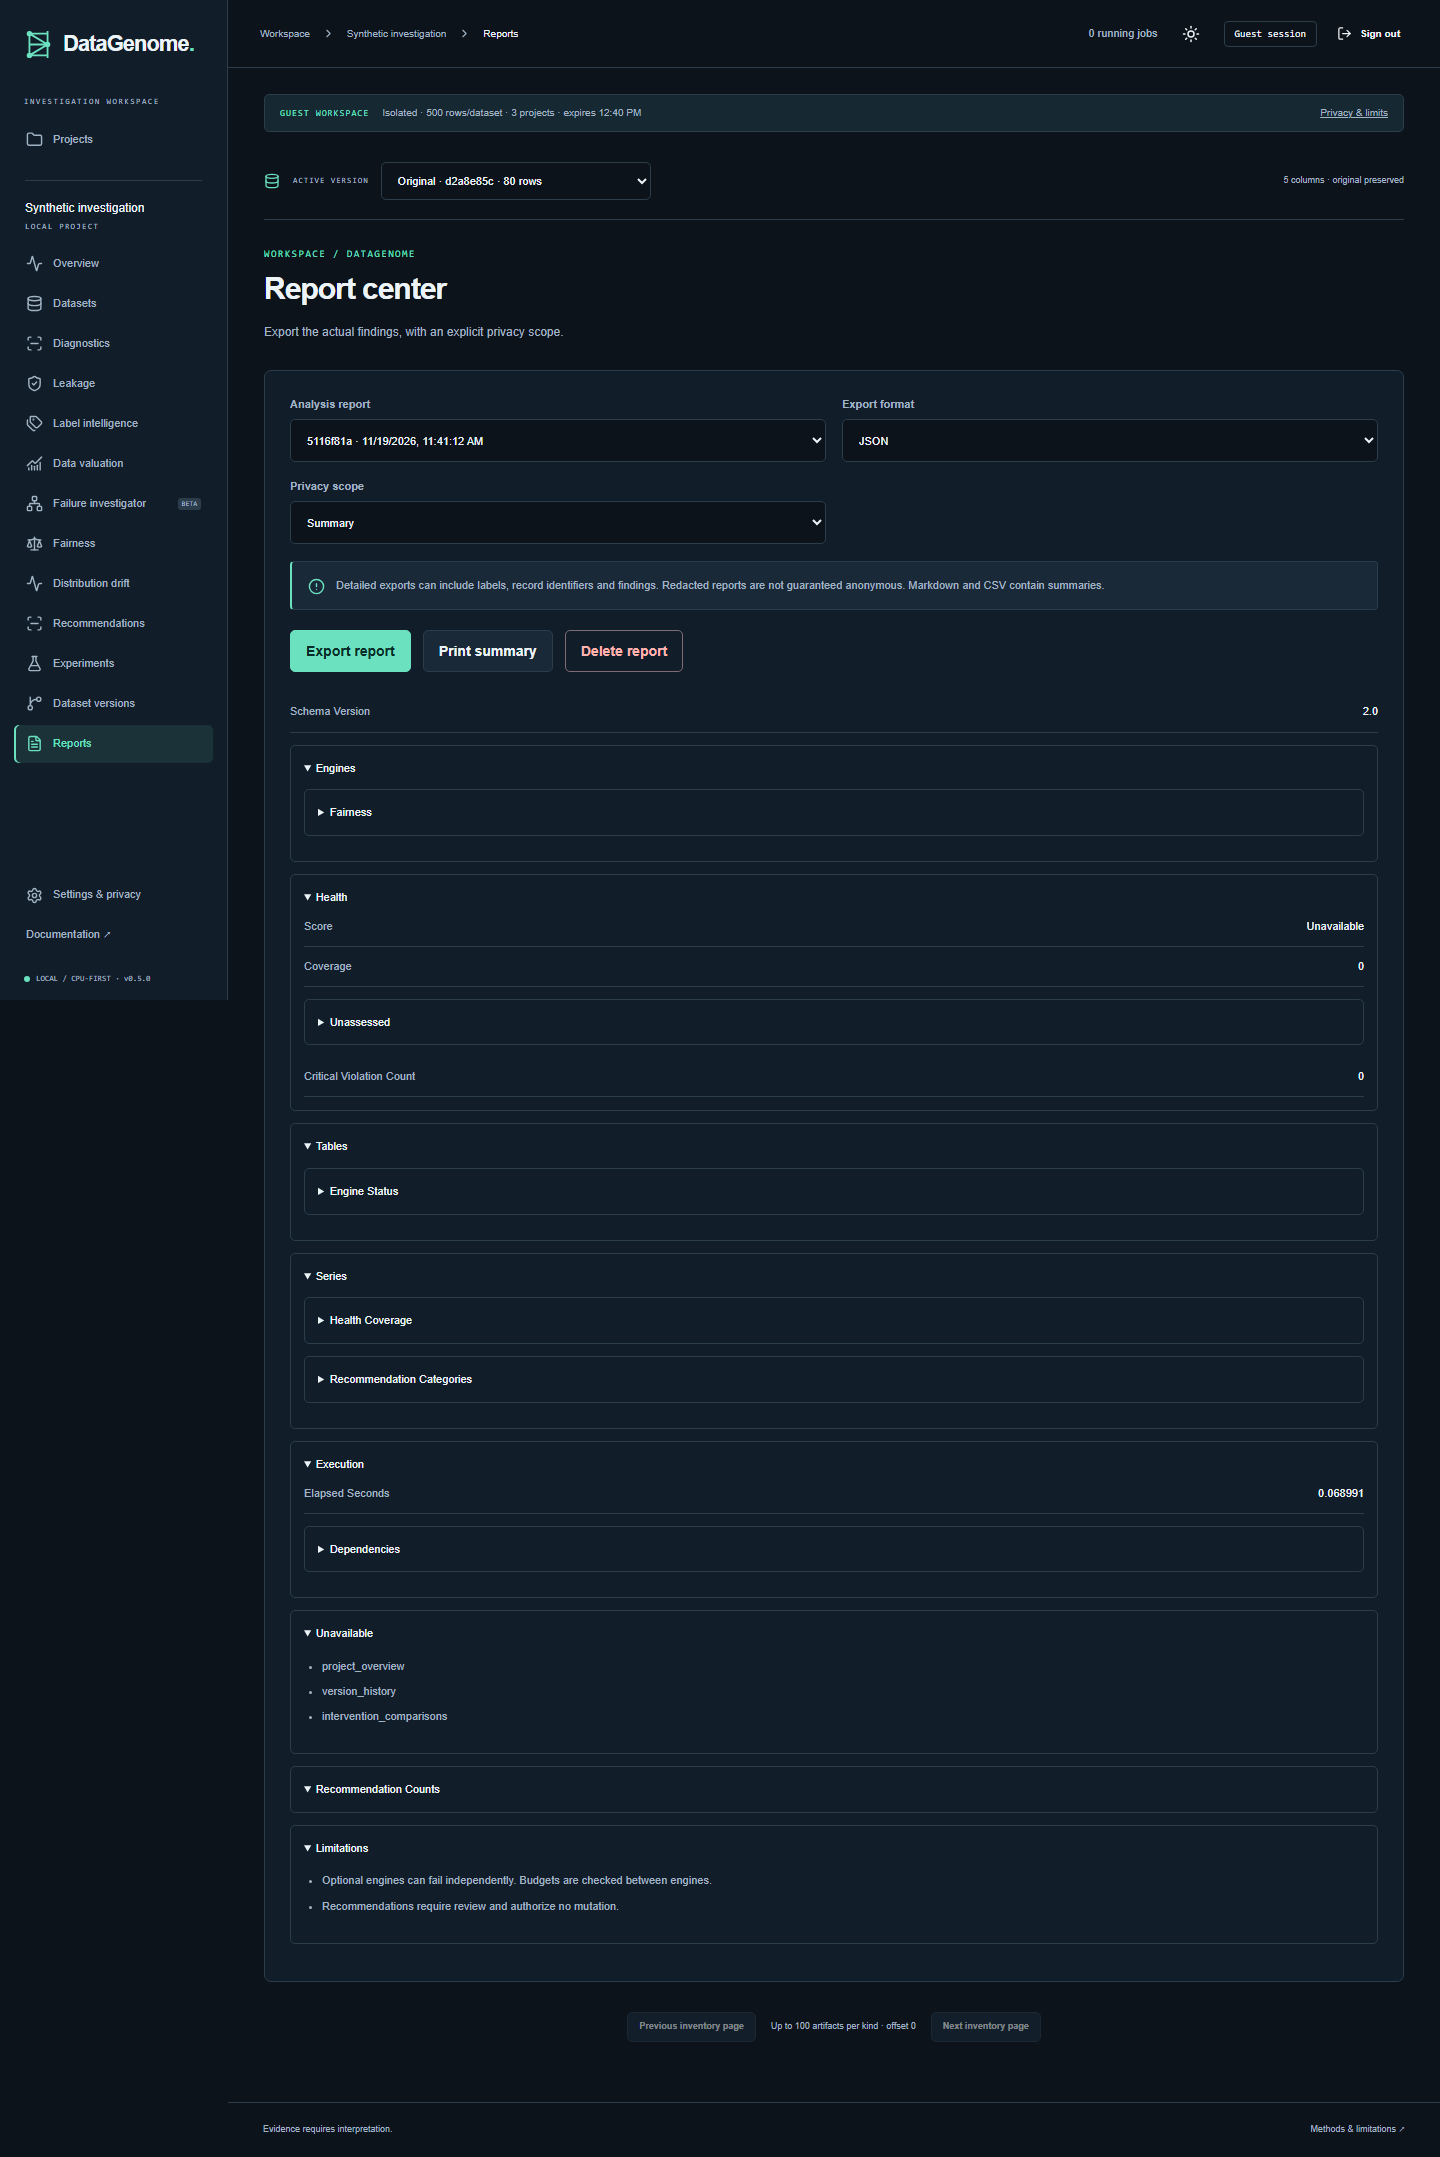 DataGenome.
INVESTIGATION WORKSPACE
Projects
Synthetic investigation
LOCAL PROJECT
Overview
Datasets
Diagnostics
Leakage
Label intelligence
Data valuation
Failure investigator BETA
Fairness
Distribution drift
Recommendations
Experiments
Dataset versions
Reports
Settings & privacy
Documentation ↗
LOCAL / CPU-FIRST · v0.5.0
Workspace > Synthetic investigation > Reports
0 running jobs
Guest session
Sign out
GUEST WORKSPACE Isolated · 500 rows/dataset · 3 projects · expires 12:40 PM
Privacy & limits
ACTIVE VERSION Original · d2a8e85c · 80 rows
5 columns · original preserved
WORKSPACE / DATAGENOME
Report center
Export the actual findings, with an explicit privacy scope.
Analysis report
5116f81a · 11/19/2026, 11:41:12 AM
Export format
JSON
Privacy scope
Summary
Detailed exports can include labels, record identifiers and findings. Redacted reports are not guaranteed anonymous. Markdown and CSV contain summaries.
Export report
Print summary
Delete report
Schema Version 2.0
Engines
Fairness
Health
Score Unavailable
Coverage 0
Unassessed
Critical Violation Count 0
Tables
Engine Status
Series
Health Coverage
Recommendation Categories
Execution
Elapsed Seconds 0.068991
Dependencies
Unavailable
• project_overview
• version_history
• intervention_comparisons
Recommendation Counts
Limitations
• Optional engines can fail independently. Budgets are checked between engines.
• Recommendations require review and authorize no mutation.
Previous inventory page
Up to 100 artifacts per kind · offset 0
Next inventory page
Evidence requires interpretation.
Methods & limitations ↗